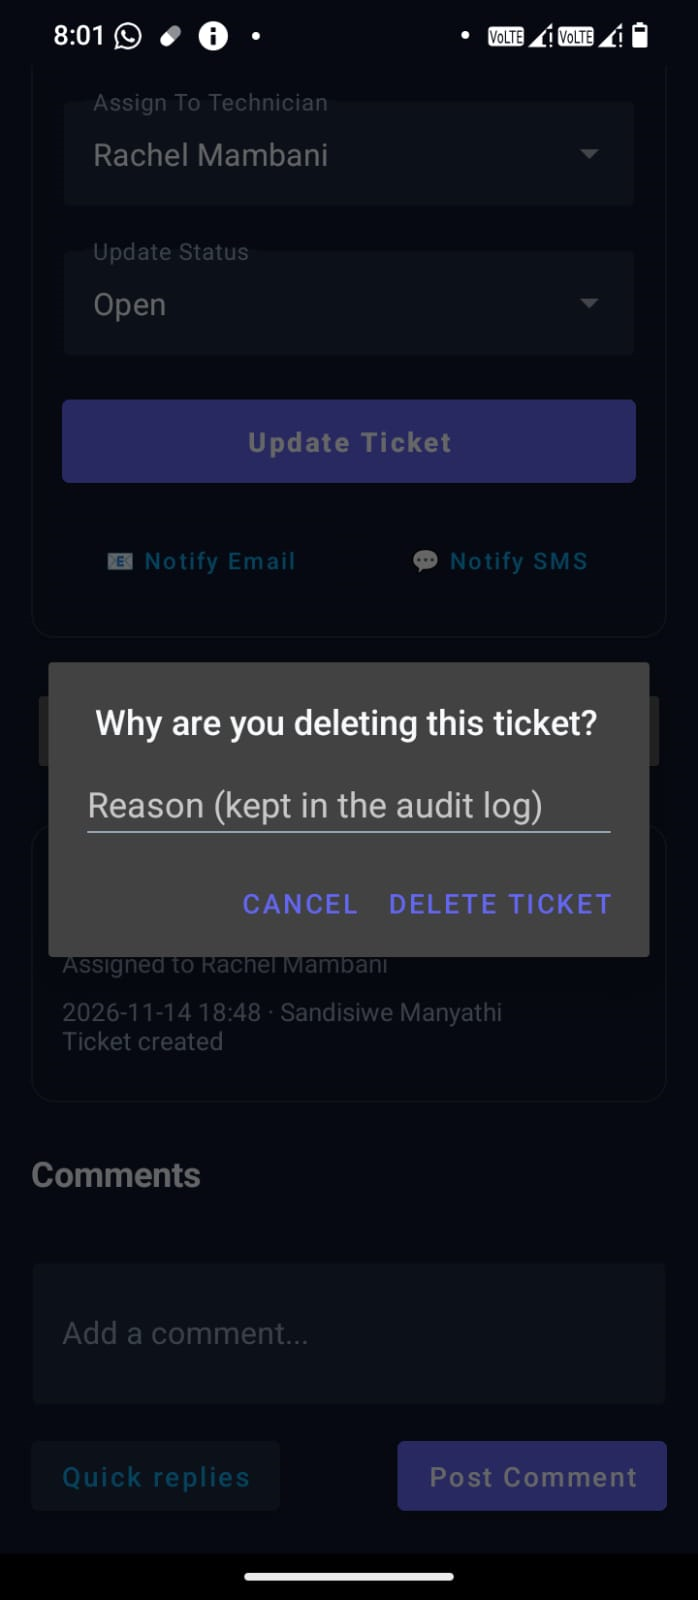 8:01
VoLTE VoLTE
Assign To Technician
Rachel Mambani
Update Status
Open
Update Ticket
📧 Notify Email
💬 Notify SMS
Why are you deleting this ticket?
Reason (kept in the audit log)
CANCEL
DELETE TICKET
Assigned to Rachel Mambani
2026-11-14 18:48 · Sandisiwe Manyathi
Ticket created
Comments
Add a comment...
Quick replies
Post Comment